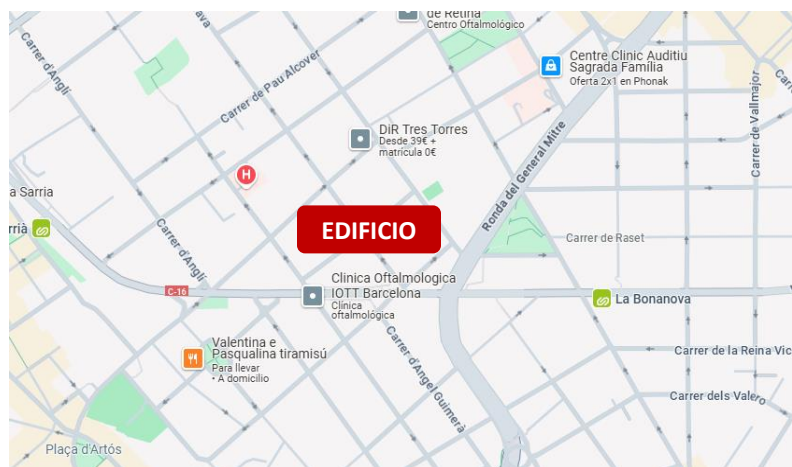 de Retina
Centro Oftalmológico
Centre Clinic Auditiu
Sagrada Família
Oferta 2x1 en Phonak
Carrer d'Anglí
Carrer de Pau Alcover
DiR Tres Torres
Desde 39€ +
matrícula 0€
Carrer de Vallmajor
Ronda del General Mitre
H
a Sarria
EDIFICIO
Carrer de Raset
Carrer d'Anglí
C-16
Clinica Oftalmologica
IOTT Barcelona
Clínica
oftalmológica
La Bonanova
Valentina e
Pasqualina tiramisú
Para llevar
• A domicilio
Carrer d'Àngel Guimerà
Carrer de la Reina Vic
Carrer dels Valero
Plaça d'Artós